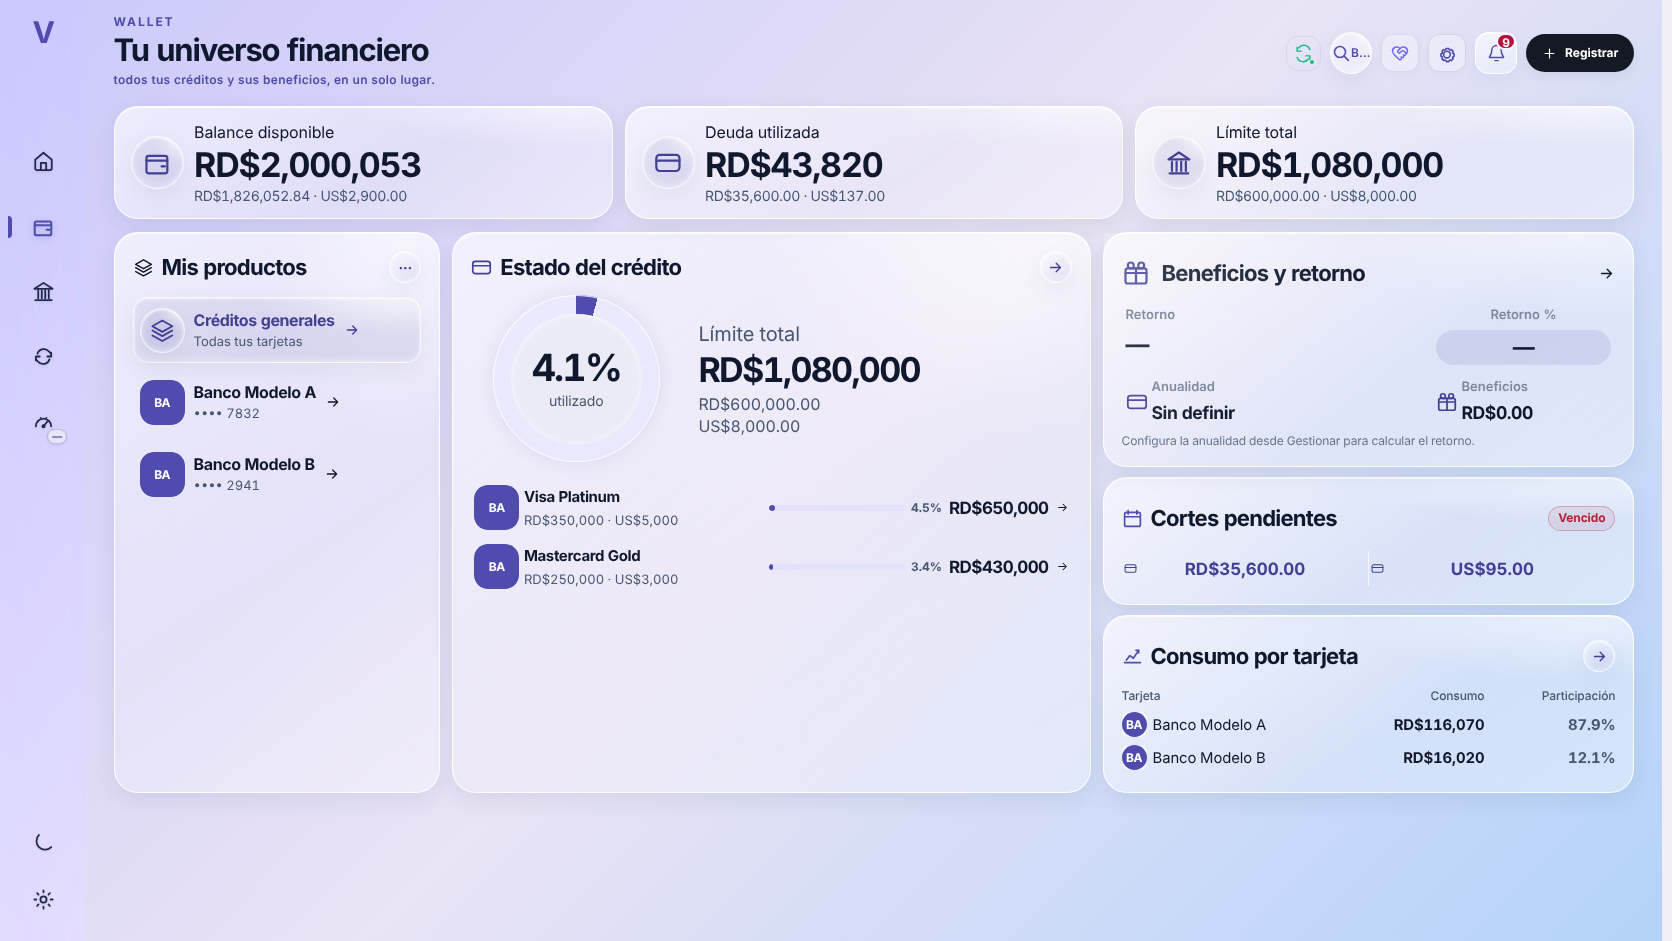 V
WALLET
Tu universo financiero
todos tus créditos y sus beneficios, en un solo lugar.
B...
9
Registrar
Balance disponible
RD$2,000,053
RD$1,826,052.84 · US$2,900.00
Deuda utilizada
RD$43,820
RD$35,600.00 · US$137.00
Límite total
RD$1,080,000
RD$600,000.00 · US$8,000.00
Mis productos
Créditos generales
Todas tus tarjetas
BA
Banco Modelo A
•••• 7832
BA
Banco Modelo B
•••• 2941
Estado del crédito
4.1%
utilizado
Límite total
RD$1,080,000
RD$600,000.00
US$8,000.00
BA
Visa Platinum
RD$350,000 · US$5,000
4.5% RD$650,000
BA
Mastercard Gold
RD$250,000 · US$3,000
3.4% RD$430,000
Beneficios y retorno
Retorno
—
Retorno %
—
Anualidad
Sin definir
Beneficios
RD$0.00
Configura la anualidad desde Gestionar para calcular el retorno.
Cortes pendientes
Vencido
RD$35,600.00
US$95.00
Consumo por tarjeta
Tarjeta Consumo Participación
BA Banco Modelo A RD$116,070 87.9%
BA Banco Modelo B RD$16,020 12.1%